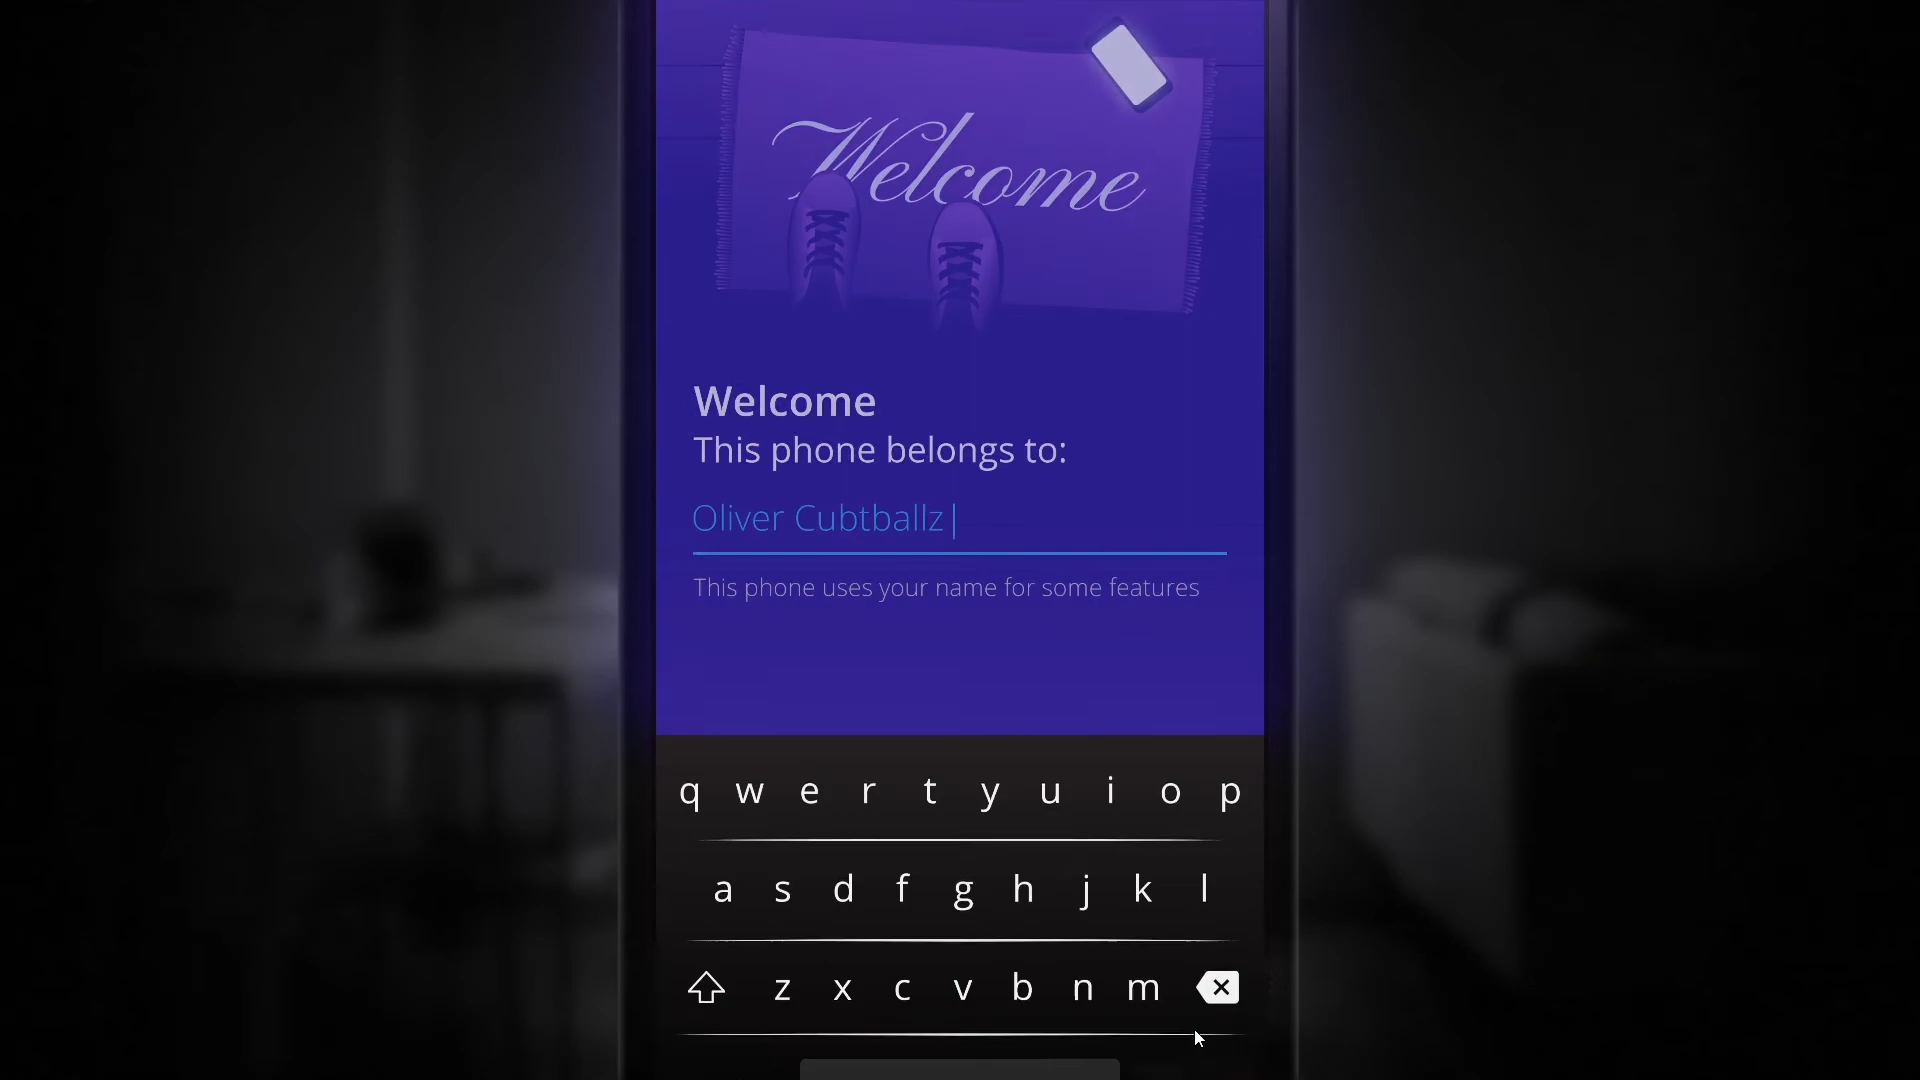 Welcome
Welcome
This phone belongs to:
Oliver Cubtballz
This phone uses your name for some features
q w e r t y u i o p
a s d f g h j k l
z x c v b n m